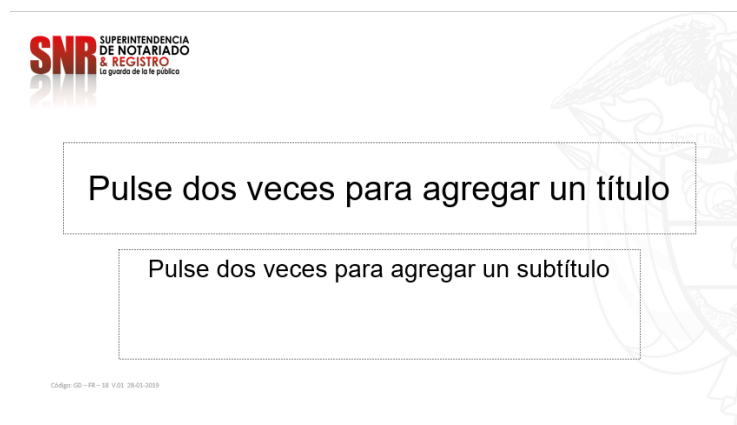 SNR
SUPERINTENDENCIA
DE NOTARIADO
& REGISTRO
La guarda de la fe pública
Pulse dos veces para agregar un título
Pulse dos veces para agregar un subtítulo
Código: GD – FR – 18 V.01 28-01-2019